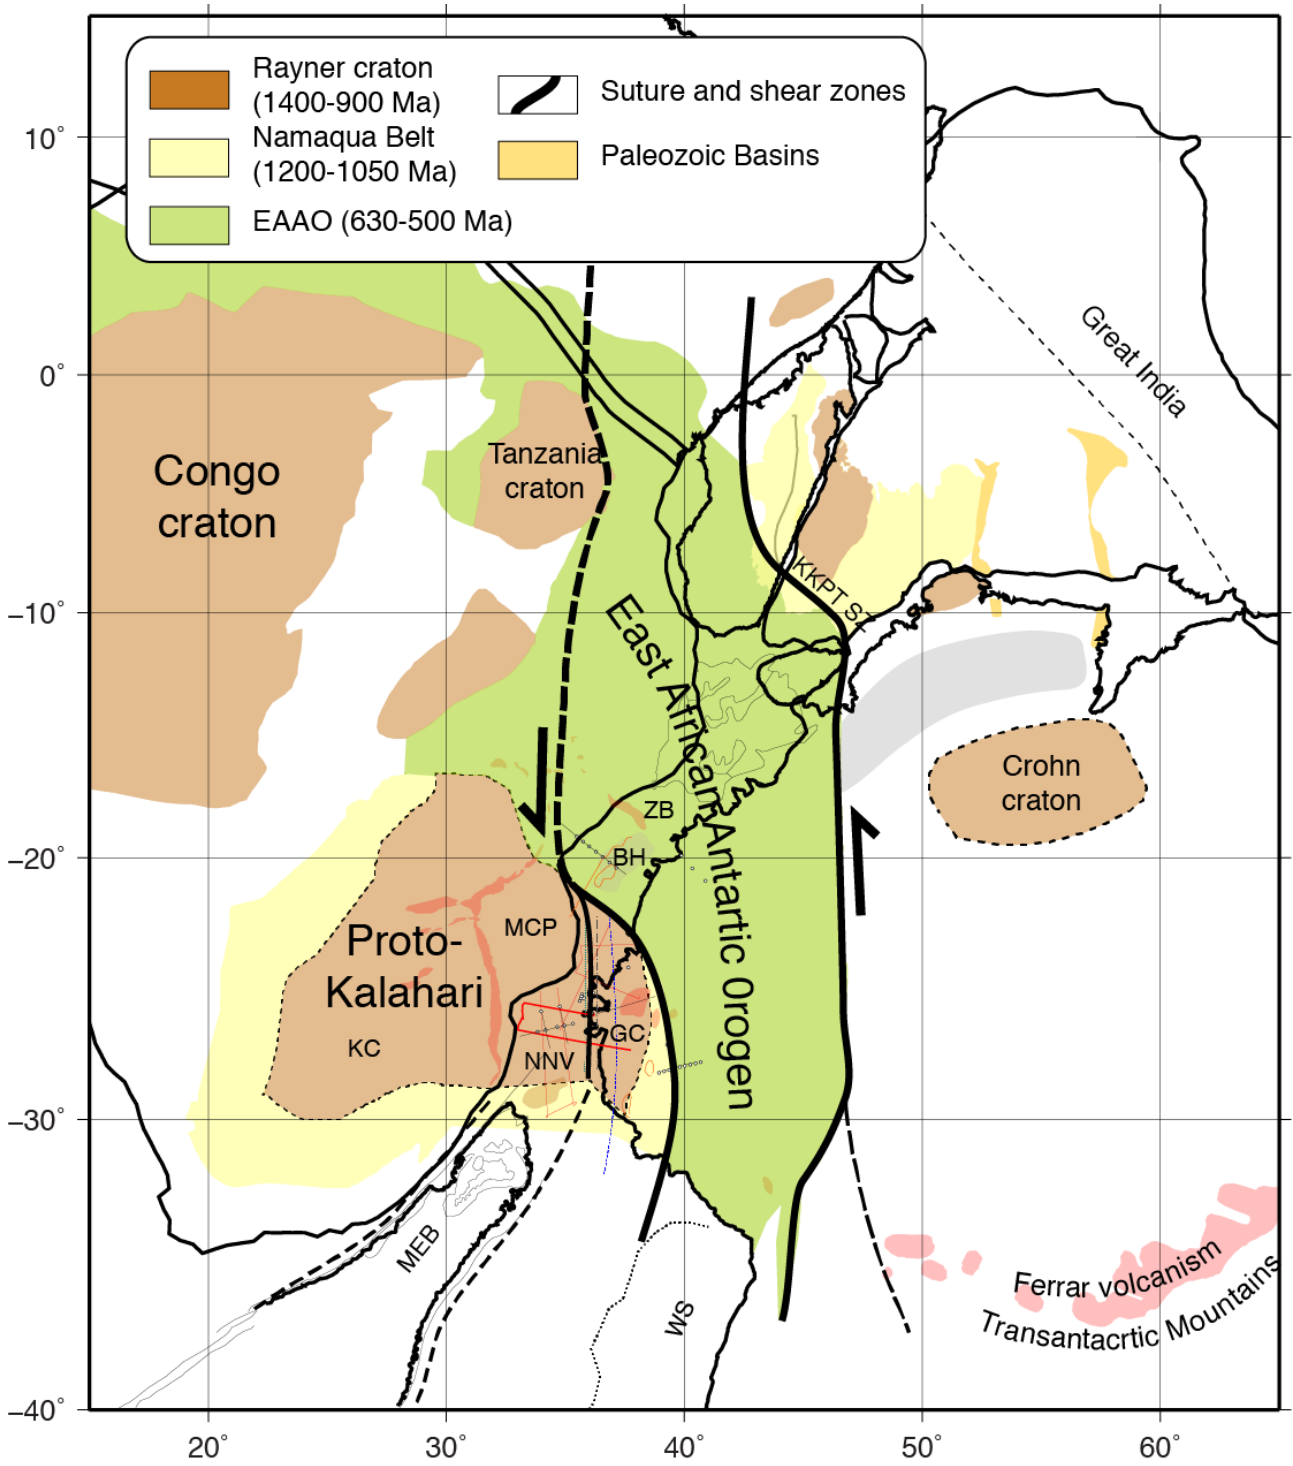 Rayner craton
(1400-900 Ma)
Namaqua Belt
(1200-1050 Ma)
EAAO (630-500 Ma)
Suture and shear zones
Paleozoic Basins
10°
0°
−10°
−20°
−30°
−40°
20°
30°
40°
50°
60°
Great India
Congo
craton
Tanzania
craton
KKPT SZ
East African Antartic Orogen
Crohn
craton
ZB
BH
MCP
Proto-
Kalahari
KC
NNV
GC
MEB
WS
Ferrar volcanism
Transantacrtic Mountains